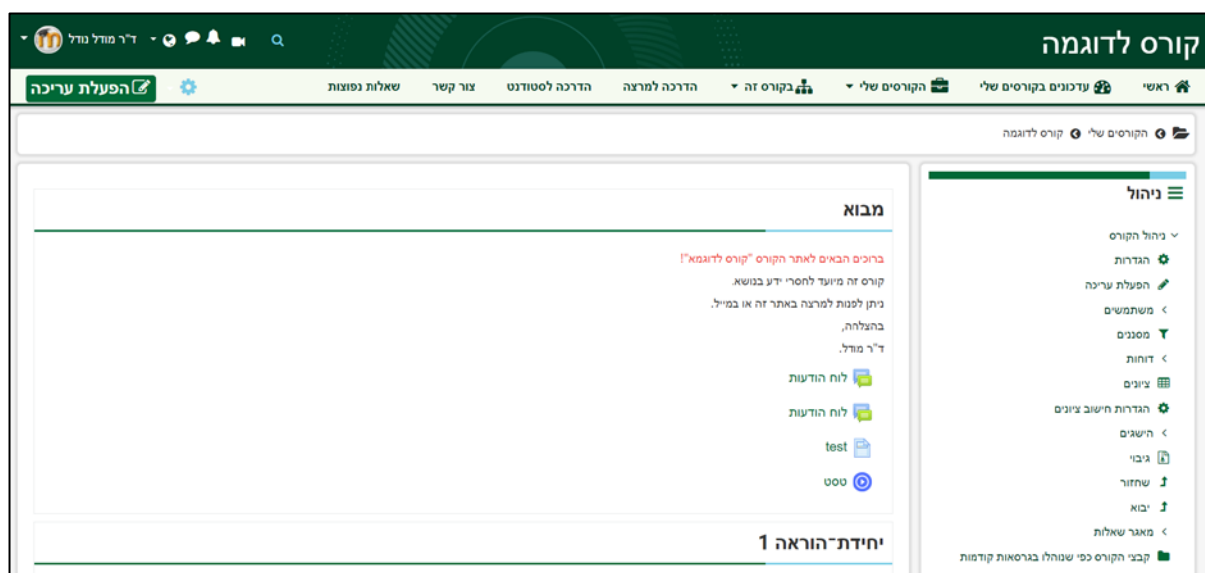 קורס לדוגמה
ד"ר מודל נודל
ראשי
עדכונים בקורסים שלי
הקורסים שלי
בקורס זה
הדרכה למרצה
הדרכה לסטודנט
צור קשר
שאלות נפוצות
הפעלת עריכה
הקורסים שלי
קורס לדוגמה
ניהול
ניהול הקורס
הגדרות
הפעלת עריכה
משתמשים
מסננים
דוחות
ציונים
הגדרות חישוב ציונים
הישגים
גיבוי
שחזור
יבוא
מאגר שאלות
קבצי הקורס כפי שנוהלו בגרסאות קודמות
מבוא
ברוכים הבאים לאתר הקורס "קורס לדוגמא"!
קורס זה מיועד לחסרי ידע בנושא.
ניתן לפנות למרצה באתר זה או במייל.
בהצלחה,
ד"ר מודל.
לוח הודעות
לוח הודעות
test
טסט
יחידת־הוראה 1